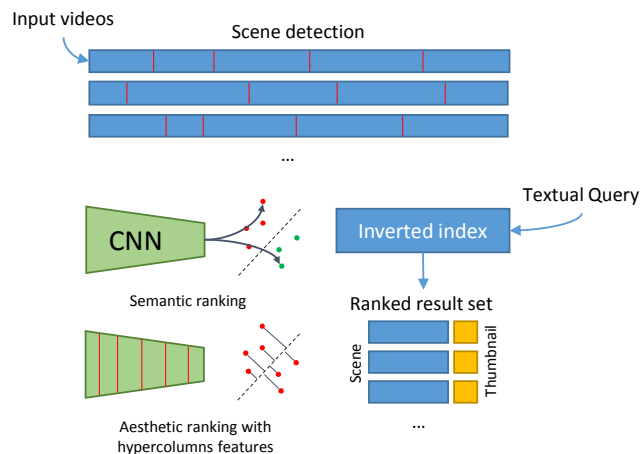 Input videos
Scene detection
...
CNN
Semantic ranking
Textual Query
Inverted index
Ranked result set
Scene
Thumbnail
...
Aesthetic ranking with
hypercolumns features